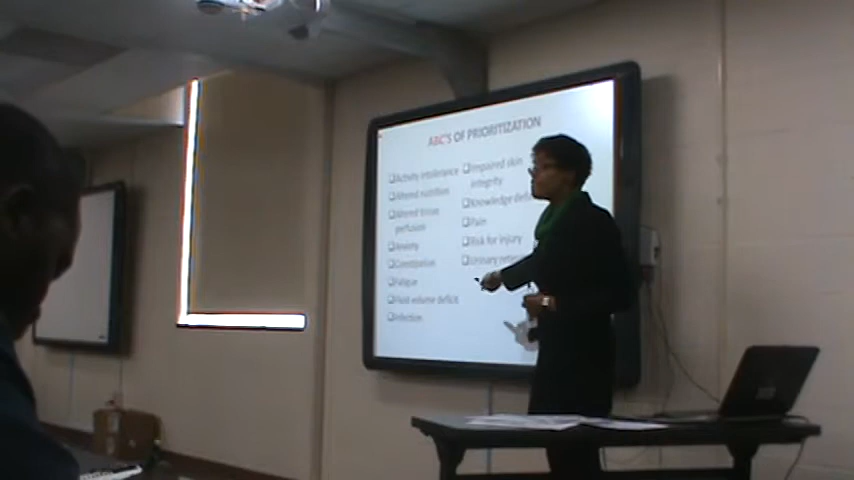 ABC'S OF PRIORITIZATION
❑Activity intolerance
❑Altered nutrition
❑Altered tissue
perfusion
❑Anxiety
❑Constipation
❑Fatigue
❑Fluid volume deficit
❑Infection
❑Impaired skin
integrity
❑Knowledge
❑Pain
❑Risk for injury
❑Urinary